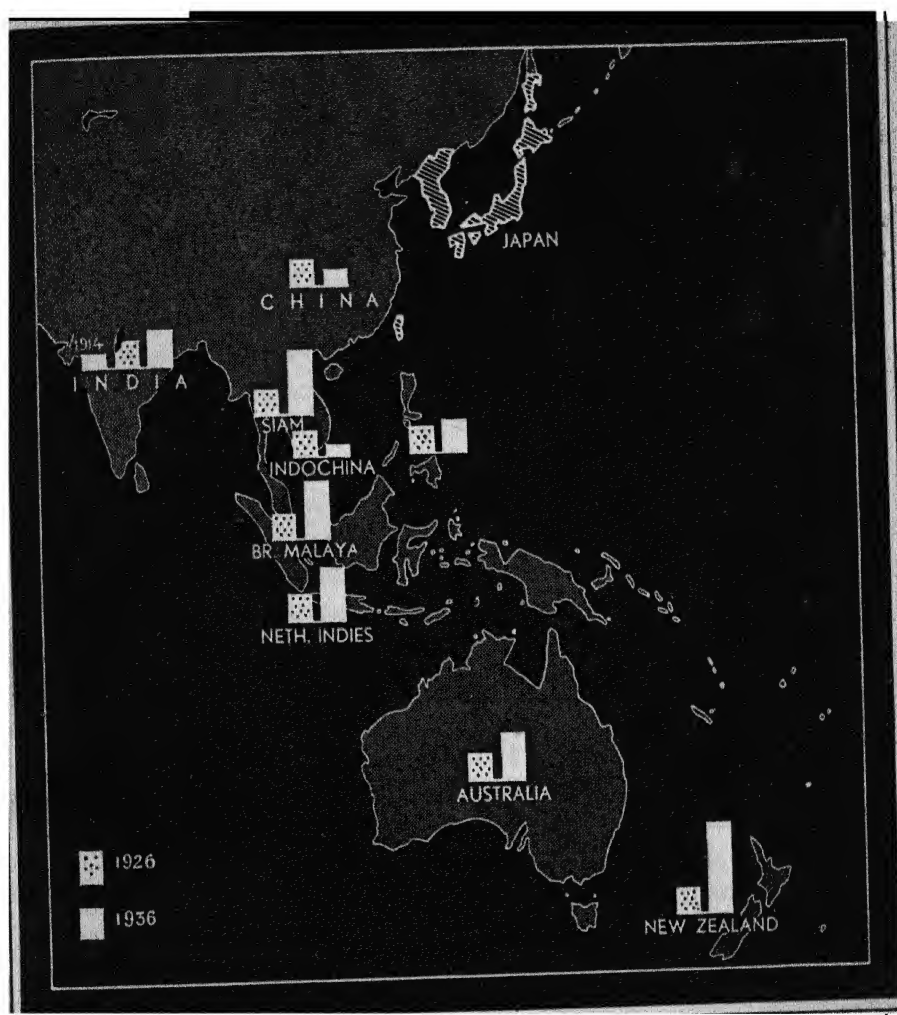 JAPAN
CHINA
1914
INDIA
SIAM
INDOCHINA
BR. MALAYA
NETH. INDIES
AUSTRALIA
1926
1936
NEW ZEALAND